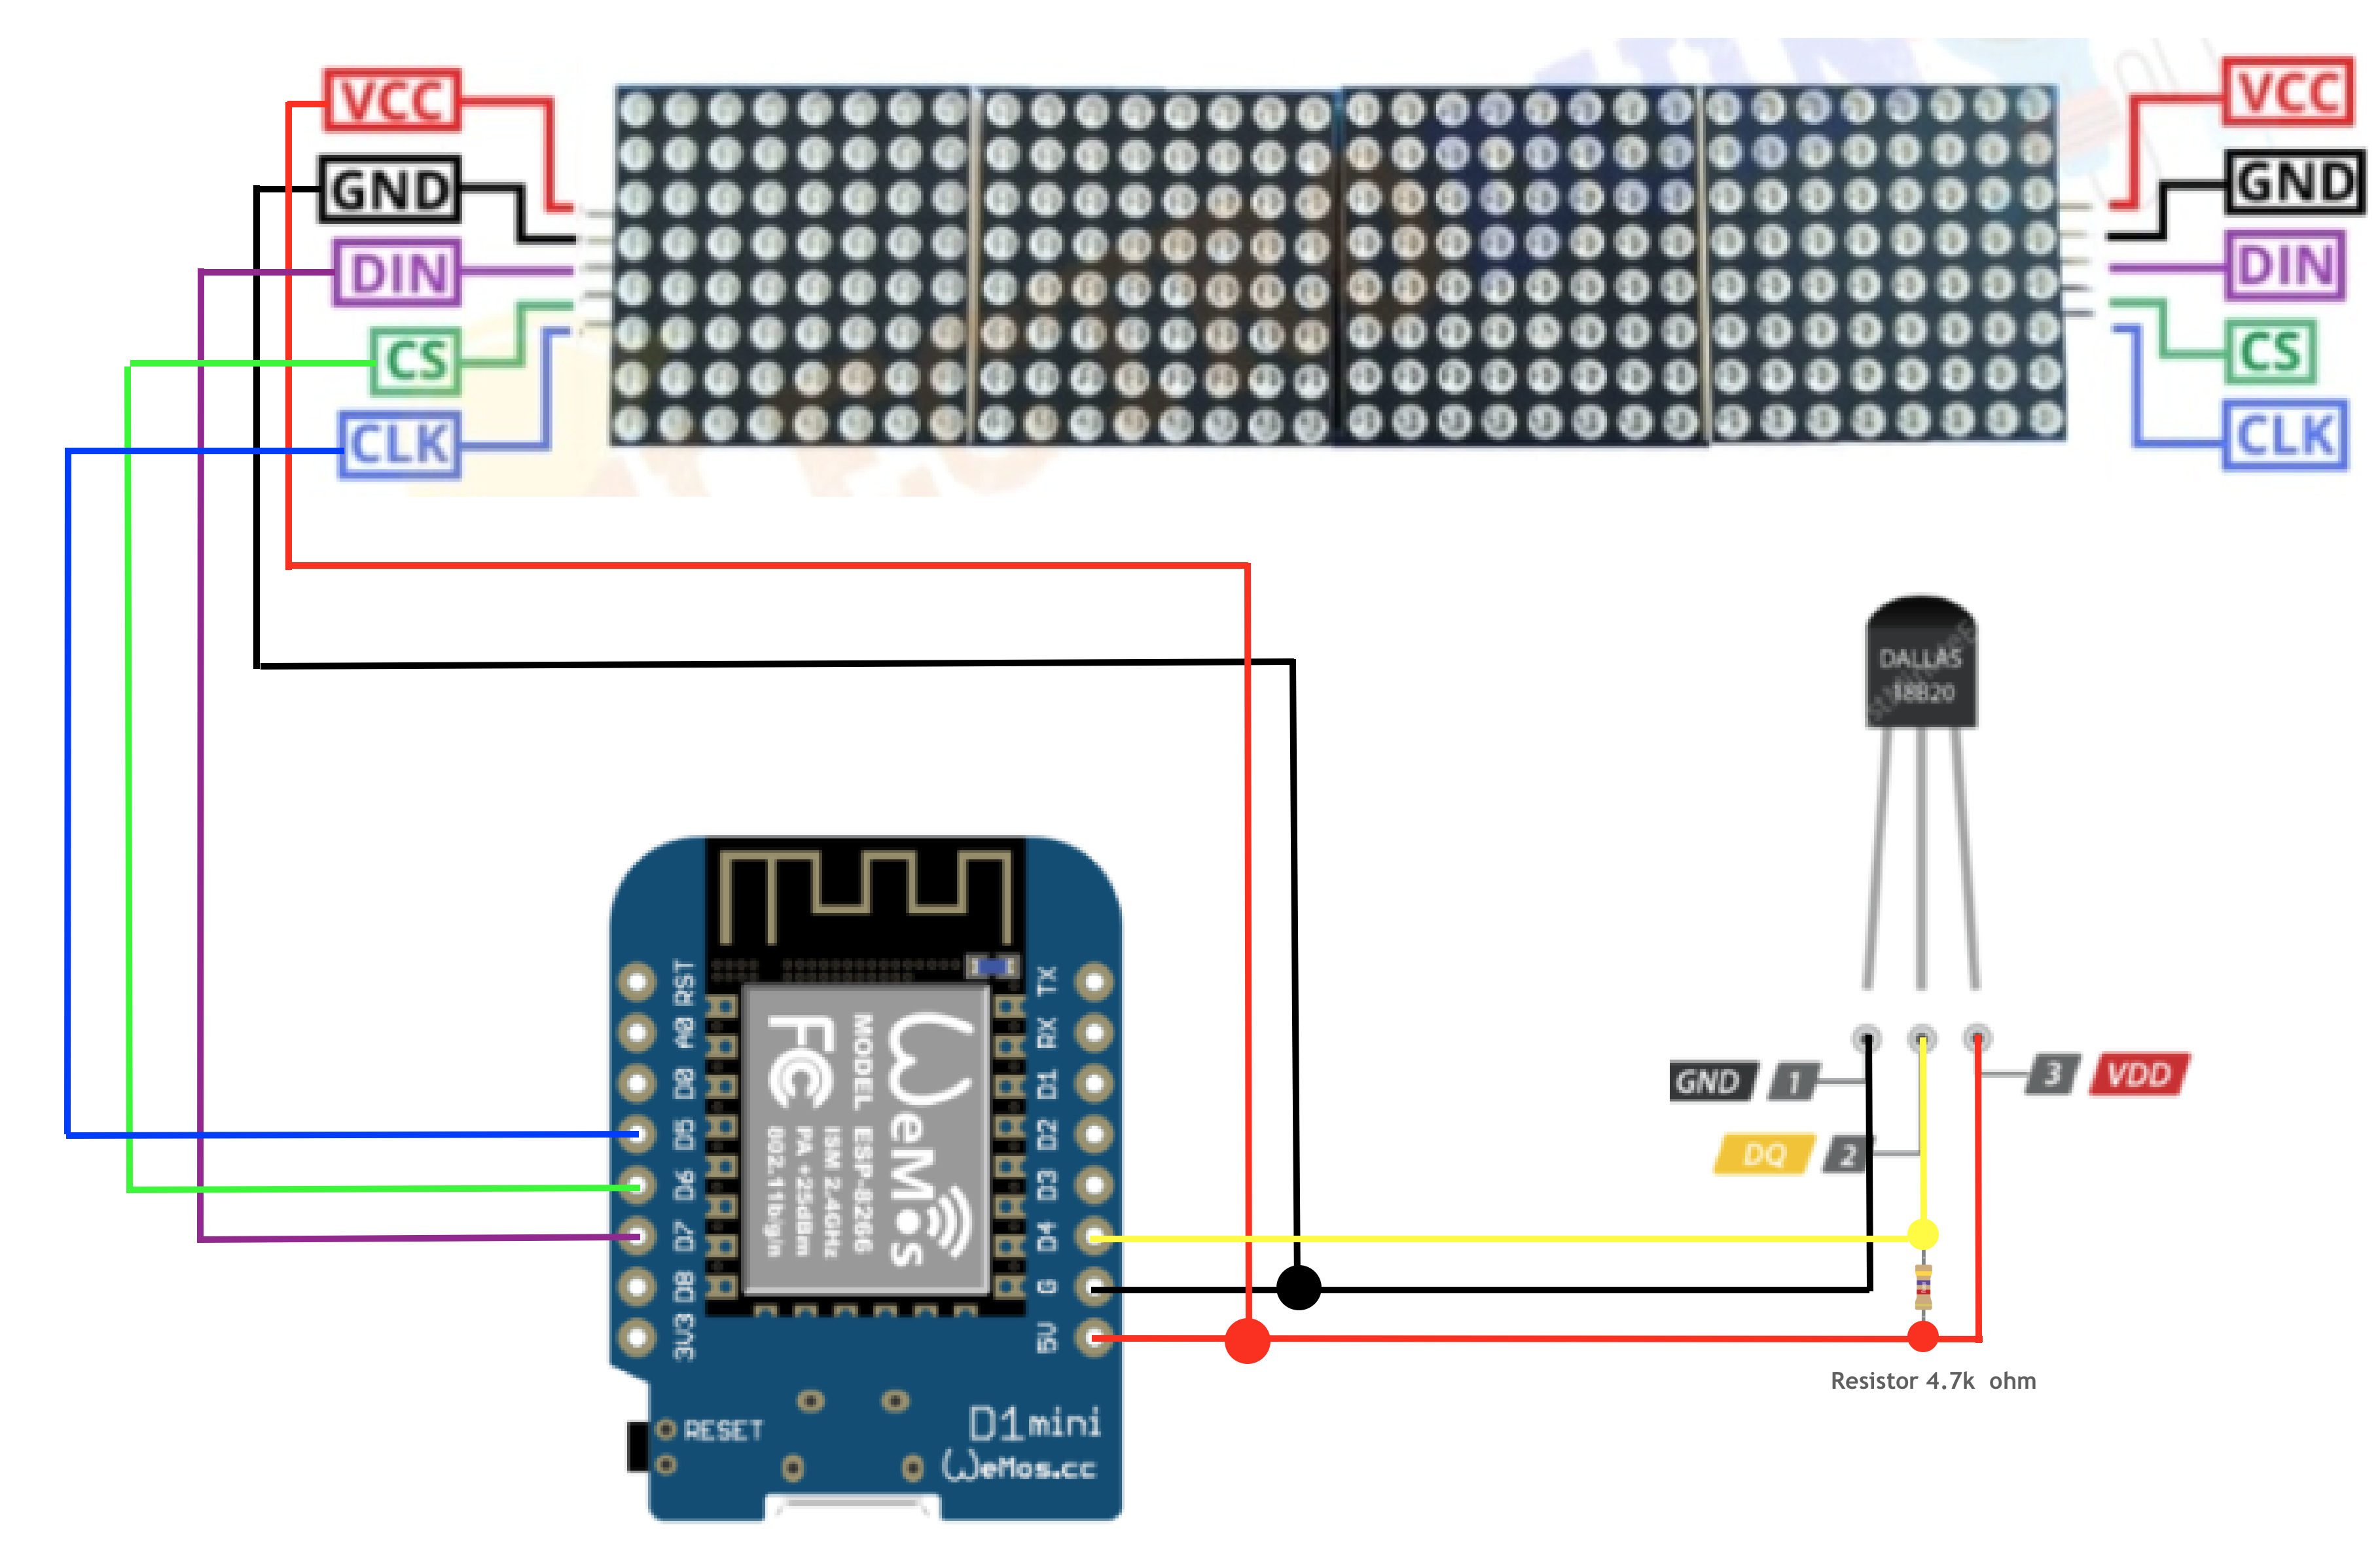 VCC
GND
DIN
CS
CLK
VCC
GND
DIN
CS
CLK
DALLAS
18B20
GND 1
DQ 2
3 VDD
RST
A0
D0
D5
D6
D7
D8
3V3
TX
RX
D1
D2
D3
D4
G
5V
WeMos
MODEL ESP-8266
ISM 2.4GHz
PA +25dBm
802.11b/g/n
FC
RESET
D1 mini
WeMos.cc
Resistor 4.7k ohm